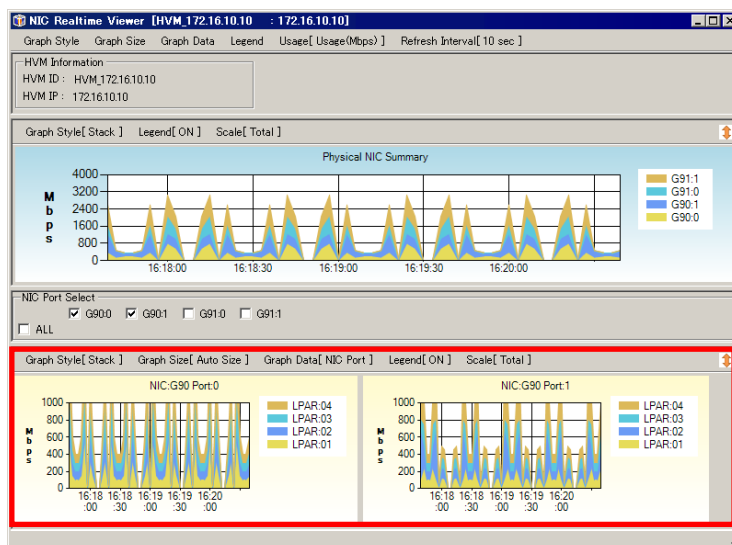 NIC Realtime Viewer [HVM_172.16.10.10 : 172.16.10.10]
Graph Style Graph Size Graph Data Legend Usage[ Usage(Mbps) ] Refresh Interval[ 10 sec ]
HVM Information
HVM ID : HVM_172.16.10.10
HVM IP : 172.16.10.10
Graph Style[ Stack ] Legend[ ON ] Scale[ Total ]
Physical NIC Summary
Mbps
4000
3200
2400
1600
800
0
16:18:00 16:18:30 16:19:00 16:19:30 16:20:00
G91:1
G91:0
G90:1
G90:0
NIC Port Select
G90:0 G90:1 G91:0 G91:1
ALL
Graph Style[ Stack ] Graph Size[ Auto Size ] Graph Data[ NIC Port ] Legend[ ON ] Scale[ Total ]
NIC:G90 Port:0
Mbps
1000
800
600
400
200
0
16:18:00 16:18:30 16:19:00 16:19:30 16:20:00
LPAR:04
LPAR:03
LPAR:02
LPAR:01
NIC:G90 Port:1
Mbps
1000
800
600
400
200
0
16:18:00 16:18:30 16:19:00 16:19:30 16:20:00
LPAR:04
LPAR:03
LPAR:02
LPAR:01